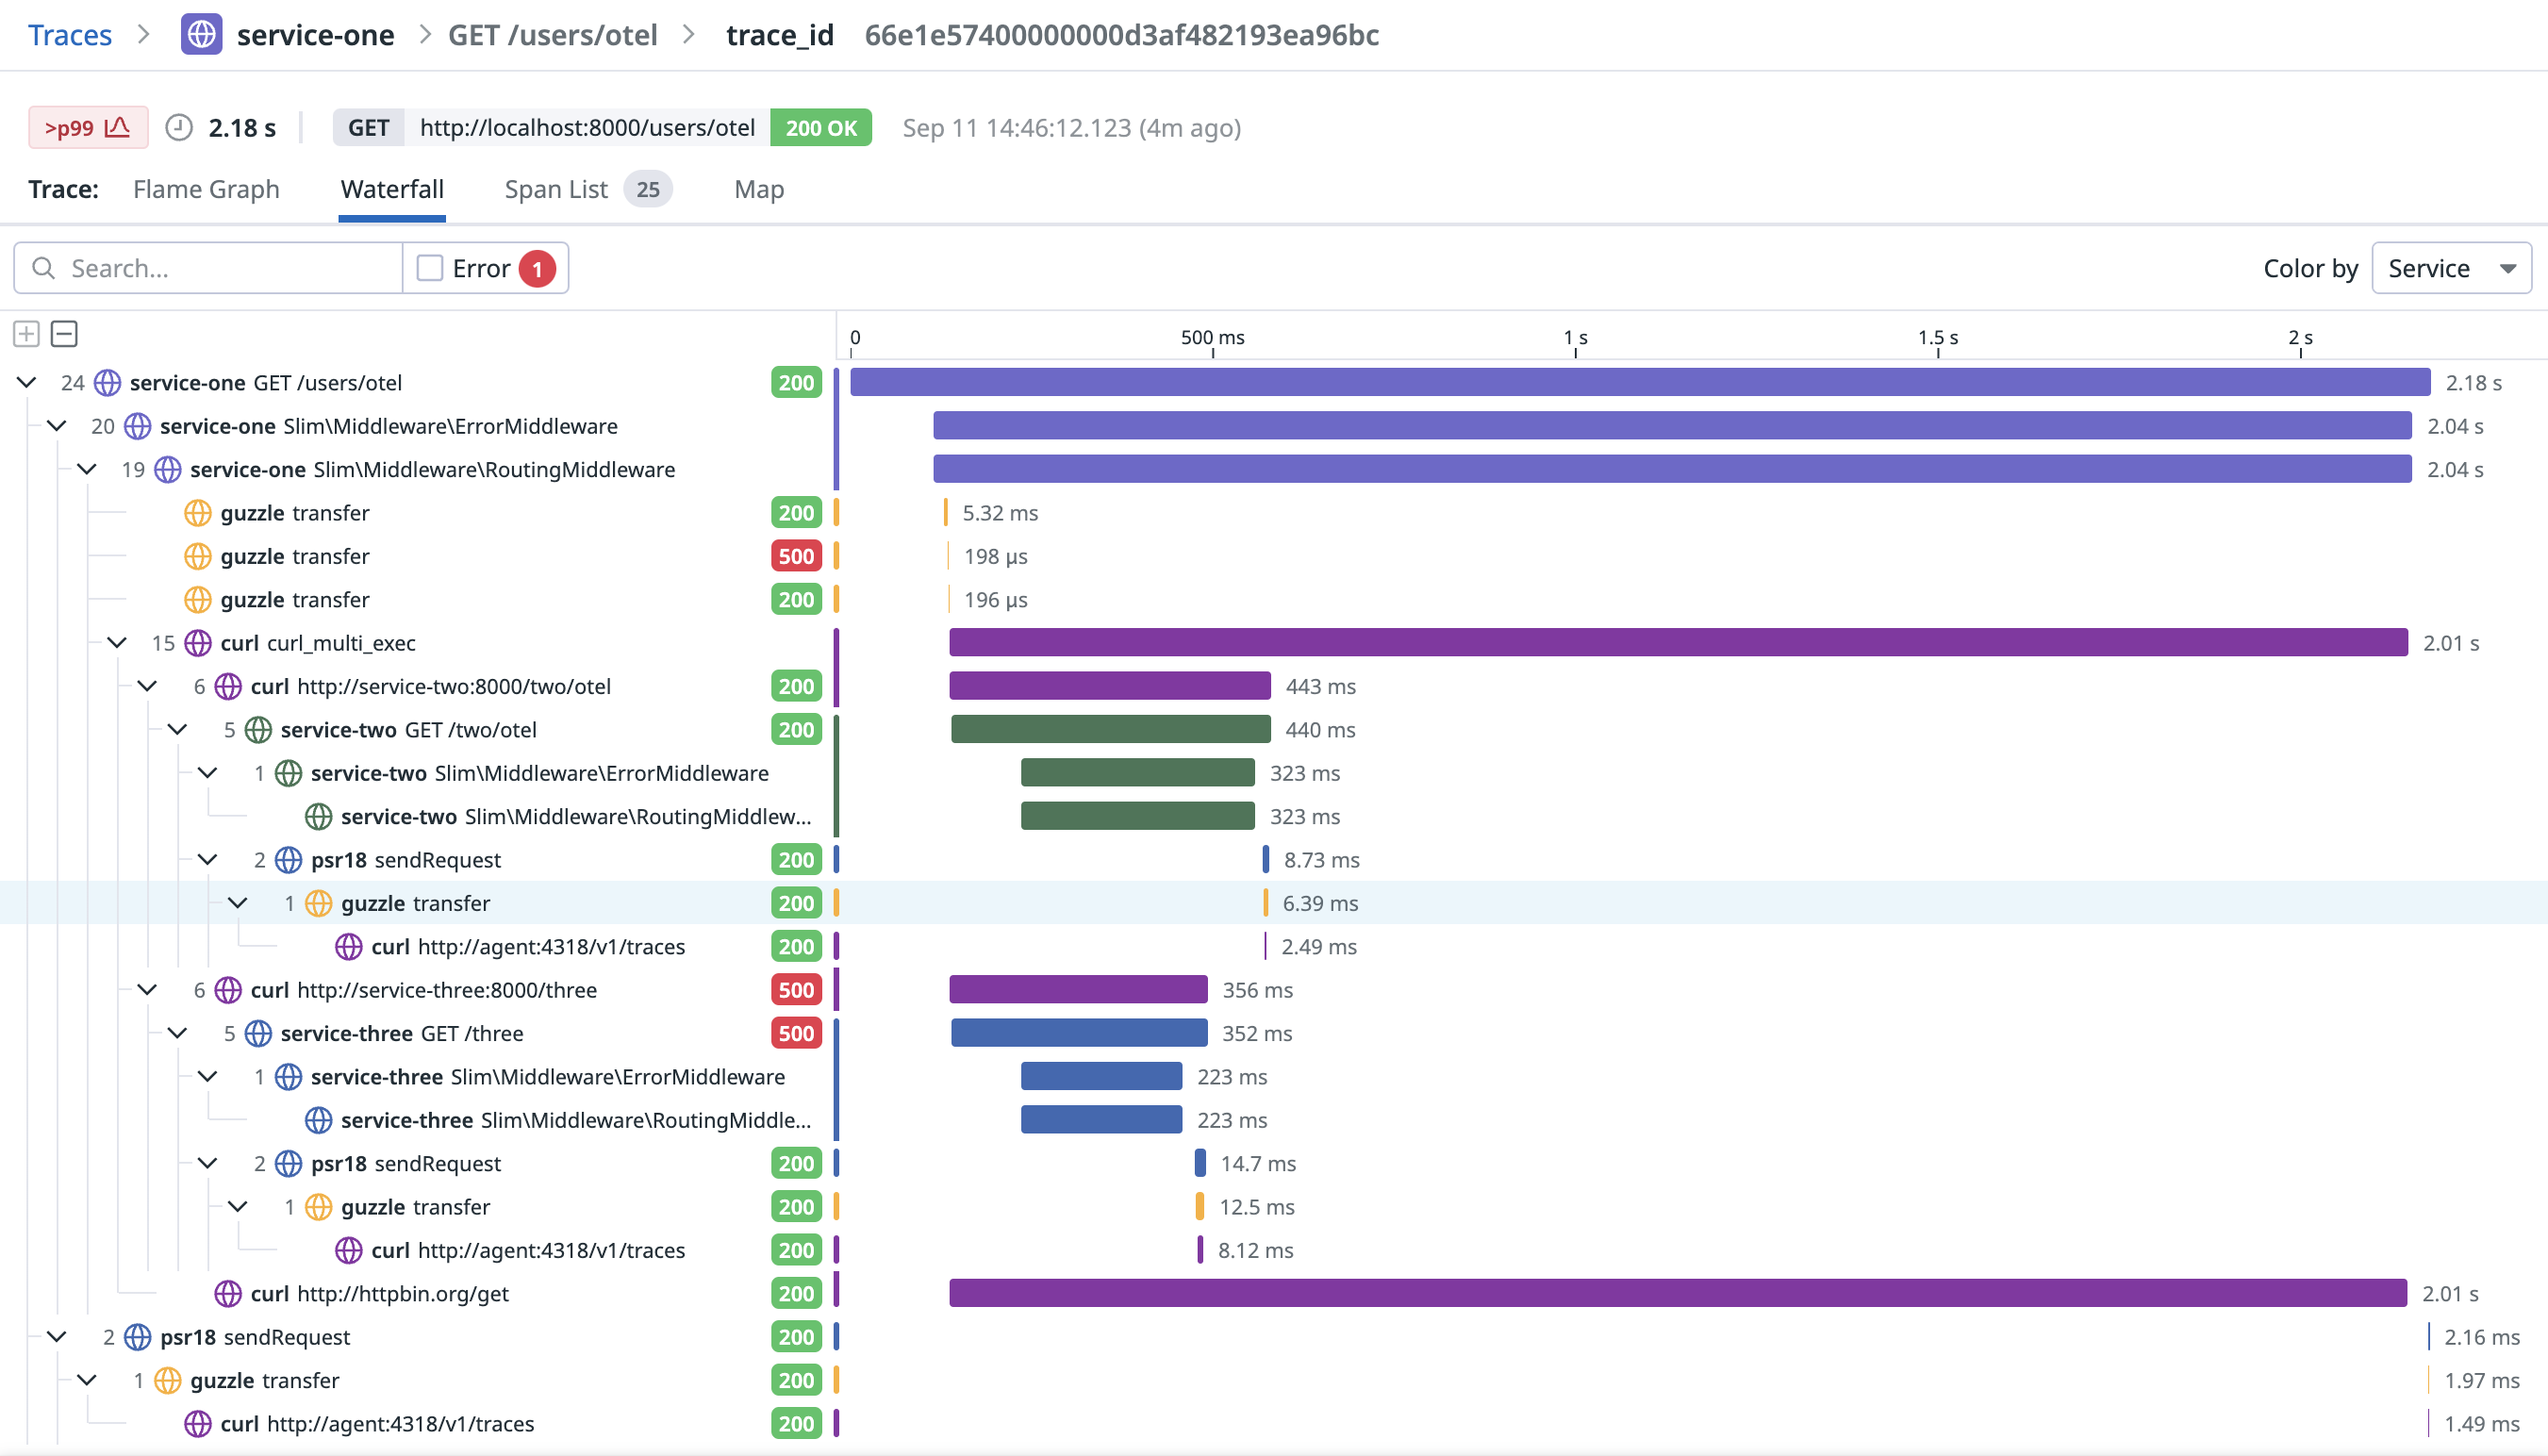 Traces > service-one > GET /users/otel > trace_id 66e1e57400000000d3af482193ea96bc
>p99 2.18 s GET http://localhost:8000/users/otel 200 OK Sep 11 14:46:12.123 (4m ago)
Trace: Flame Graph Waterfall Span List 25 Map
Search... Error 1 Color by Service
0 500 ms 1 s 1.5 s 2 s
24 service-one GET /users/otel 200 2.18 s
20 service-one Slim\Middleware\ErrorMiddleware 2.04 s
19 service-one Slim\Middleware\RoutingMiddleware 2.04 s
guzzle transfer 200 5.32 ms
guzzle transfer 500 198 µs
guzzle transfer 200 196 µs
15 curl curl_multi_exec 2.01 s
6 curl http://service-two:8000/two/otel 200 443 ms
5 service-two GET /two/otel 200 440 ms
1 service-two Slim\Middleware\ErrorMiddleware 323 ms
service-two Slim\Middleware\RoutingMiddlew... 323 ms
2 psr18 sendRequest 200 8.73 ms
1 guzzle transfer 200 6.39 ms
curl http://agent:4318/v1/traces 200 2.49 ms
6 curl http://service-three:8000/three 500 356 ms
5 service-three GET /three 500 352 ms
1 service-three Slim\Middleware\ErrorMiddleware 223 ms
service-three Slim\Middleware\RoutingMiddle... 223 ms
2 psr18 sendRequest 200 14.7 ms
1 guzzle transfer 200 12.5 ms
curl http://agent:4318/v1/traces 200 8.12 ms
curl http://httpbin.org/get 200 2.01 s
2 psr18 sendRequest 200 2.16 ms
1 guzzle transfer 200 1.97 ms
curl http://agent:4318/v1/traces 200 1.49 ms